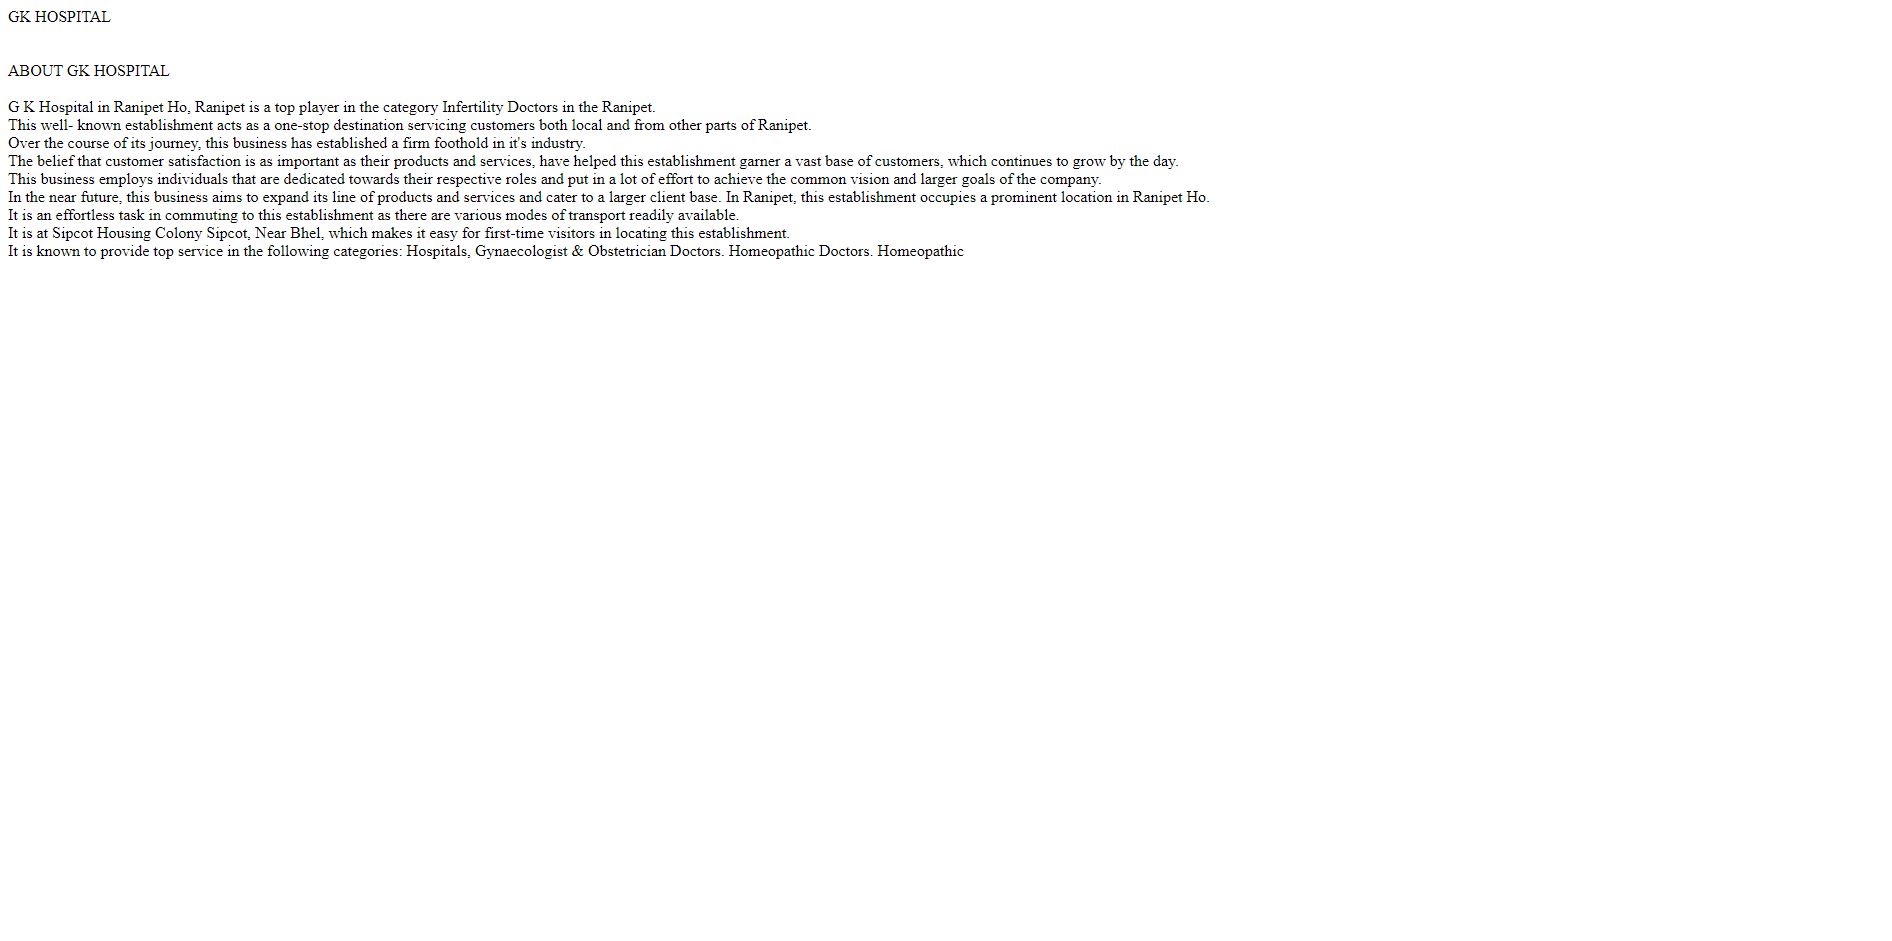 GK HOSPITAL
ABOUT GK HOSPITAL
G K Hospital in Ranipet Ho, Ranipet is a top player in the category Infertility Doctors in the Ranipet.
This well- known establishment acts as a one-stop destination servicing customers both local and from other parts of Ranipet.
Over the course of its journey, this business has established a firm foothold in it's industry.
The belief that customer satisfaction is as important as their products and services, have helped this establishment garner a vast base of customers, which continues to grow by the day.
This business employs individuals that are dedicated towards their respective roles and put in a lot of effort to achieve the common vision and larger goals of the company.
In the near future, this business aims to expand its line of products and services and cater to a larger client base. In Ranipet, this establishment occupies a prominent location in Ranipet Ho.
It is an effortless task in commuting to this establishment as there are various modes of transport readily available.
It is at Sipcot Housing Colony Sipcot, Near Bhel, which makes it easy for first-time visitors in locating this establishment.
It is known to provide top service in the following categories: Hospitals, Gynaecologist & Obstetrician Doctors. Homeopathic Doctors. Homeopathic